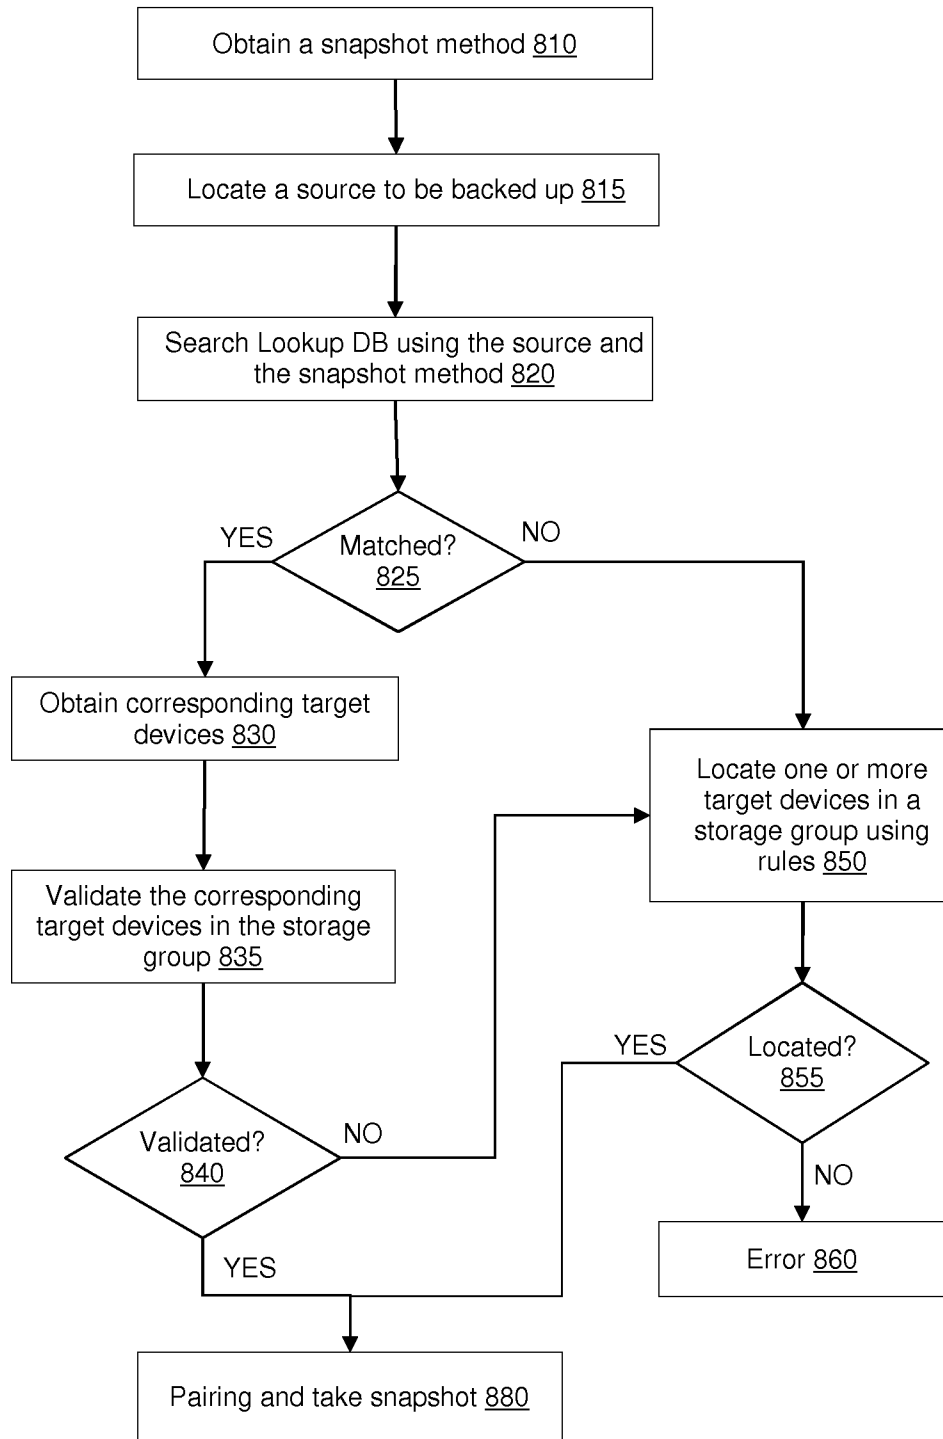 Obtain a snapshot method 810
Locate a source to be backed up 815
Search Lookup DB using the source and
the snapshot method 820
YES
NO
Matched?
825
Obtain corresponding target
devices 830
Locate one or more
target devices in a
storage group using
rules 850
Validate the corresponding
target devices in the storage
group 835
YES
Located?
855
Validated?
840
NO
NO
YES
Error 860
Pairing and take snapshot 880